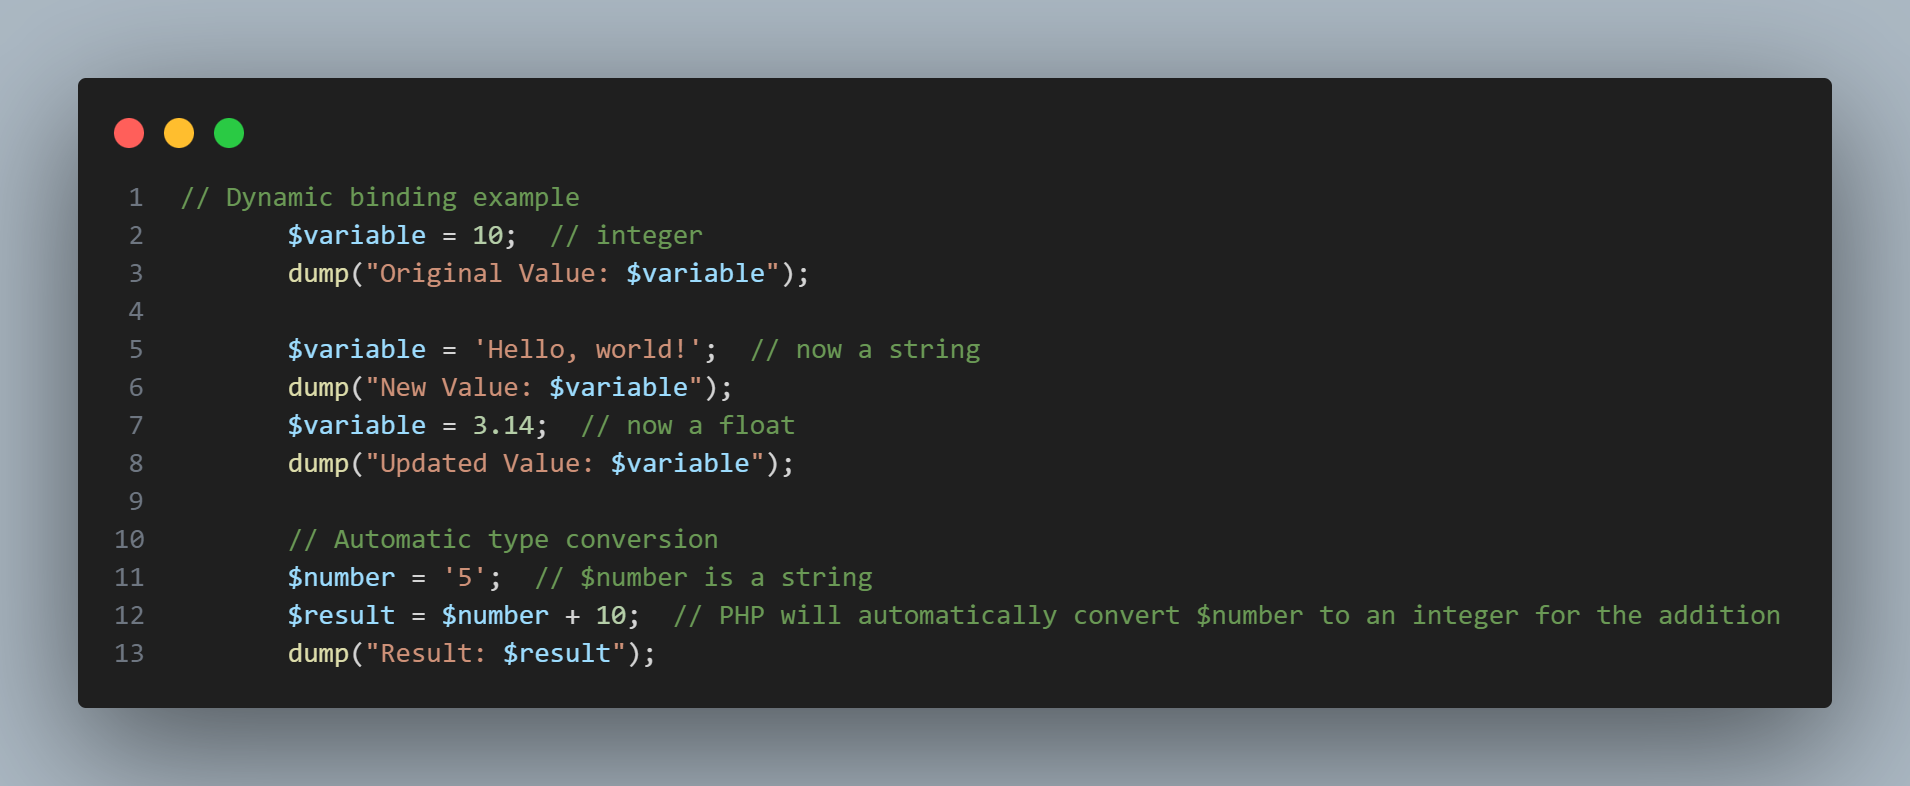 1 // Dynamic binding example
2 $variable = 10;  // integer
3 dump("Original Value: $variable");
4
5 $variable = 'Hello, world!';  // now a string
6 dump("New Value: $variable");
7 $variable = 3.14;  // now a float
8 dump("Updated Value: $variable");
9
10 // Automatic type conversion
11 $number = '5';  // $number is a string
12 $result = $number + 10;  // PHP will automatically convert $number to an integer for the addition
13 dump("Result: $result");